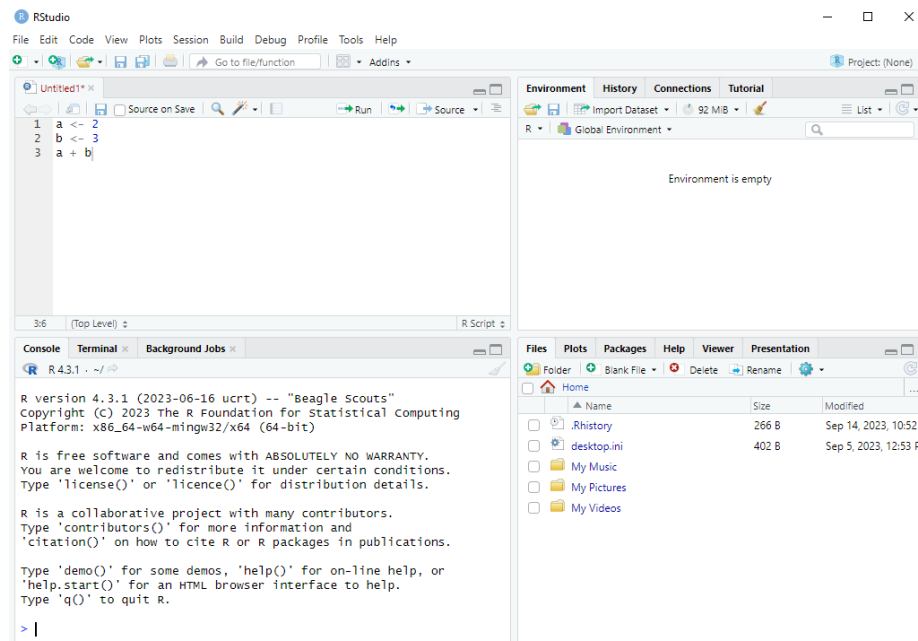 RStudio
File Edit Code View Plots Session Build Debug Profile Tools Help
Go to file/function Addins Project: (None)
Untitled1*
Source on Save Run Source
1 a <- 2
2 b <- 3
3 a + b
3:6 (Top Level) R Script
Console Terminal Background Jobs
R 4.3.1 · ~/
R version 4.3.1 (2023-06-16 ucrt) -- "Beagle Scouts"
Copyright (C) 2023 The R Foundation for Statistical Computing
Platform: x86_64-w64-mingw32/x64 (64-bit)
R is free software and comes with ABSOLUTELY NO WARRANTY.
You are welcome to redistribute it under certain conditions.
Type 'license()' or 'licence()' for distribution details.
R is a collaborative project with many contributors.
Type 'contributors()' for more information and
'citation()' on how to cite R or R packages in publications.
Type 'demo()' for some demos, 'help()' for on-line help, or
'help.start()' for an HTML browser interface to help.
Type 'q()' to quit R.
>
Environment History Connections Tutorial
Import Dataset 92 MiB List
R Global Environment
Environment is empty
Files Plots Packages Help Viewer Presentation
Folder Blank File Delete Rename
Home ...
Name Size Modified
.Rhistory 266 B Sep 14, 2023, 10:52
desktop.ini 402 B Sep 5, 2023, 12:53 P
My Music
My Pictures
My Videos